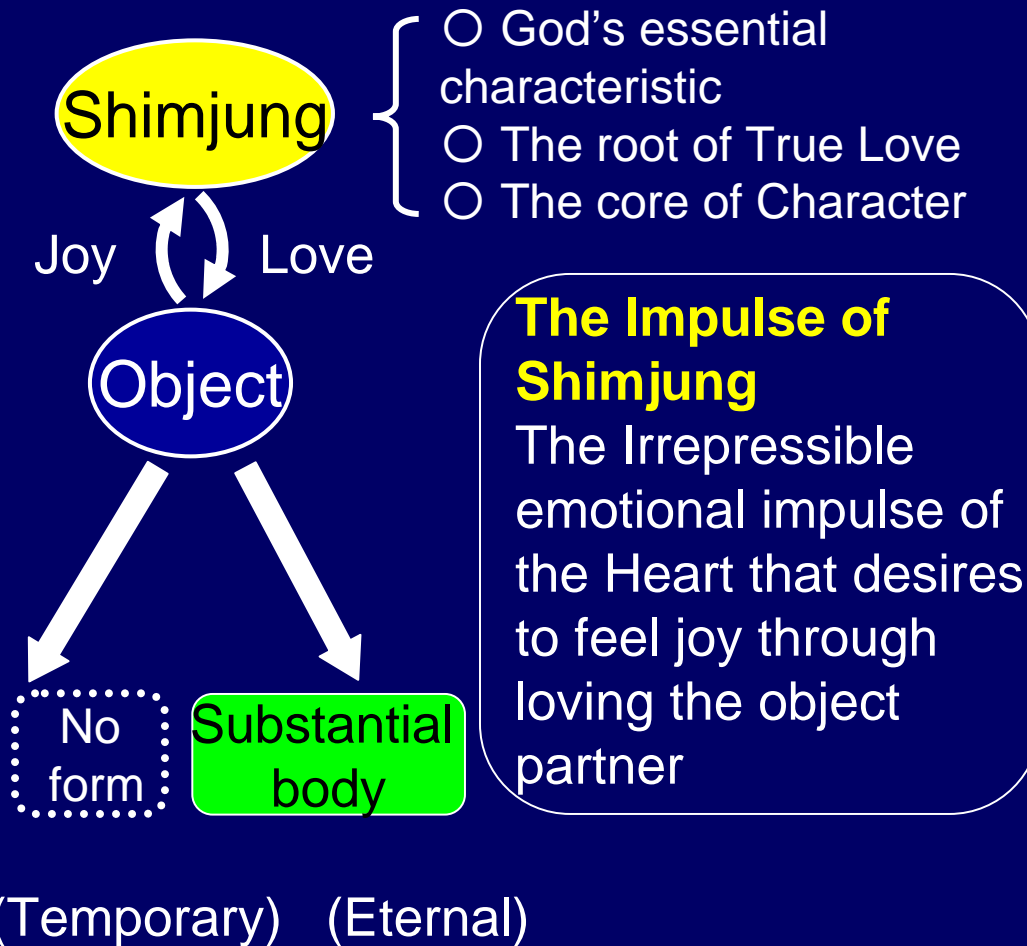 Shimjung
○ God’s essential
characteristic
○ The root of True Love
○ The core of Character
Joy
Love
Object
The Impulse of
Shimjung
The Irrepressible
emotional impulse of
the Heart that desires
to feel joy through
loving the object
partner
No
form
Substantial
body
(Temporary) (Eternal)